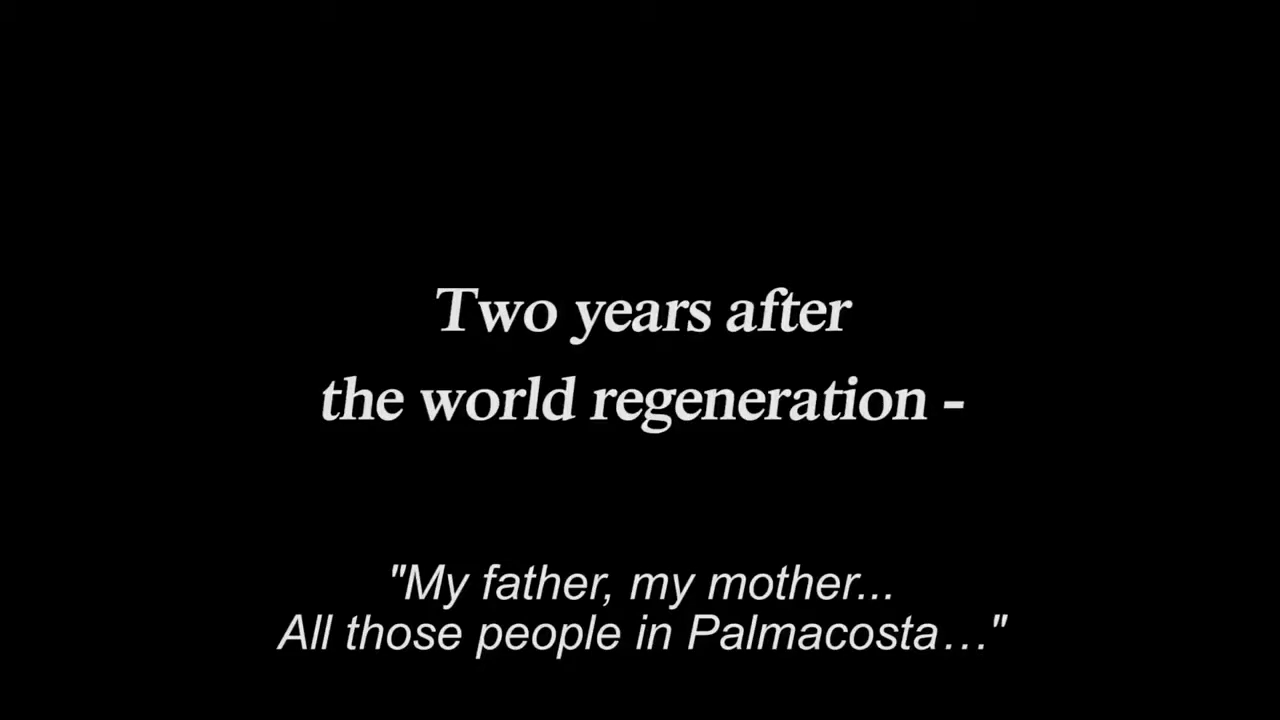 Two years after
the world regeneration -
"My father, my mother...
All those people in Palmacosta…"